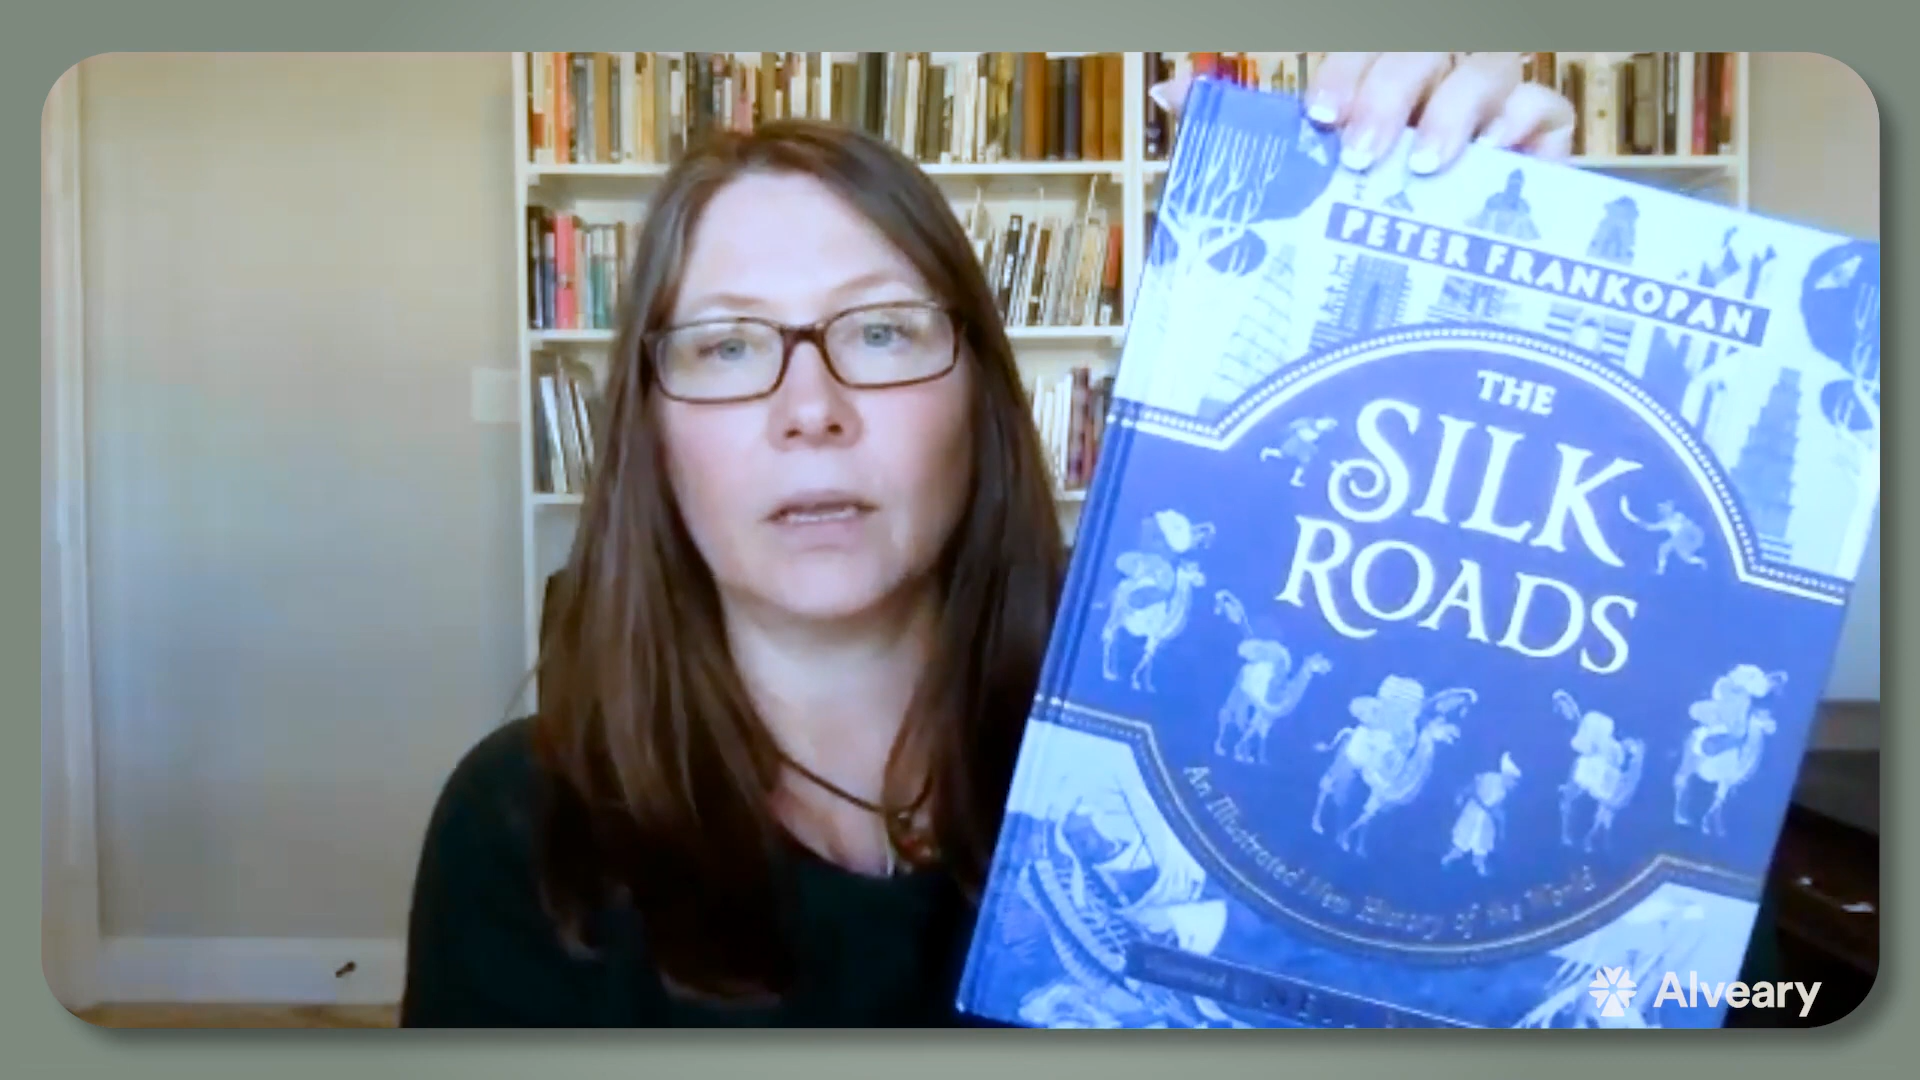 PETER FRANKOPAN
THE
SILK
ROADS
An Illustrated New History of the World
Alveary